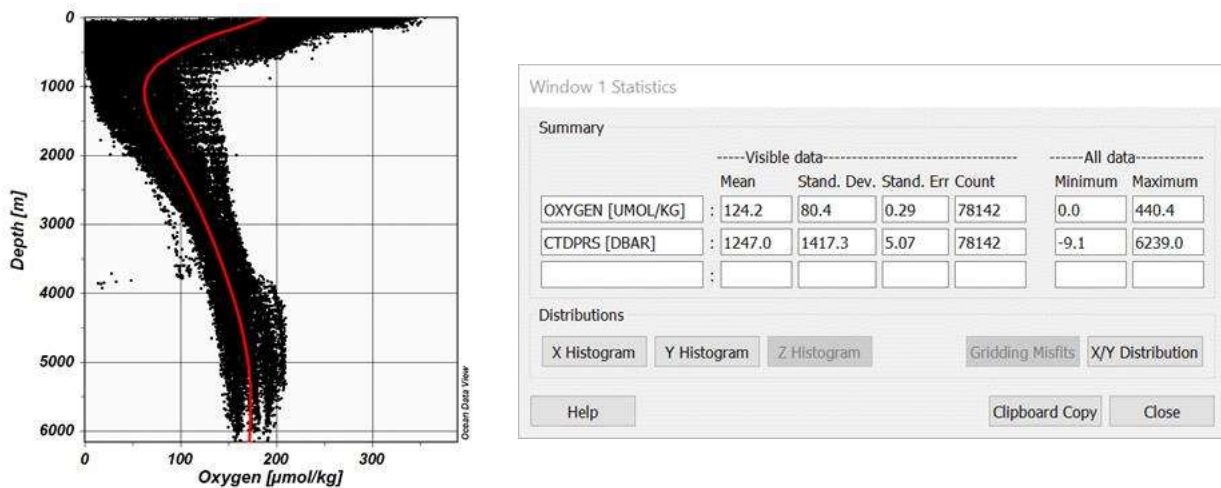 0
1000
2000
3000
4000
5000
6000
Depth [m]
0 100 200 300
Oxygen [µmol/kg]
Ocean Data View
Window 1 Statistics
Summary
-----Visible data----- -----All data-----
Mean Stand. Dev. Stand. Err Count Minimum Maximum
OXYGEN [UMOL/KG] : 124.2 80.4 0.29 78142 0.0 440.4
CTDPRS [DBAR] : 1247.0 1417.3 5.07 78142 -9.1 6239.0
:
Distributions
X Histogram Y Histogram Z Histogram Gridding Misfits X/Y Distribution
Help Clipboard Copy Close